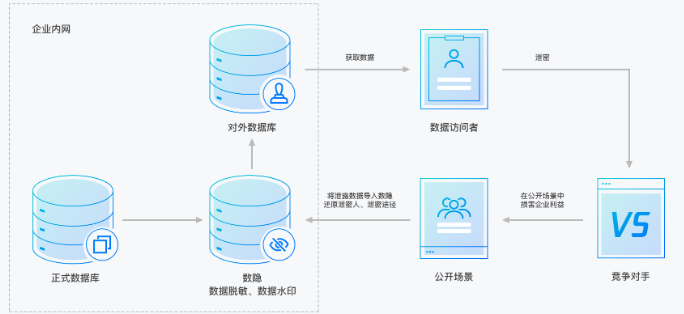 企业内网
获取数据
泄密
对外数据库
数据访问者
将泄露数据导入数隐
还原泄密人、泄密途径
在公开场景中
损害企业利益
VS
正式数据库
数隐
数据脱敏、数据水印
公开场景
竞争对手